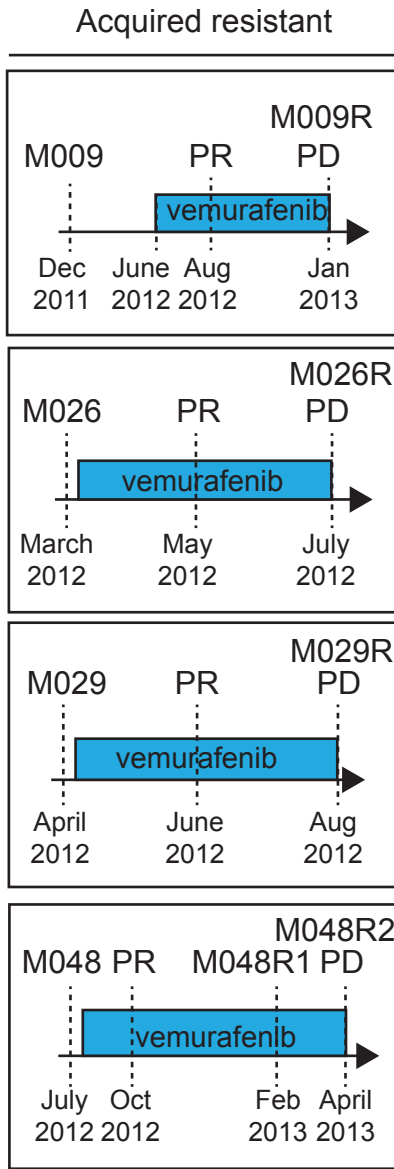 Acquired resistant
M009R
M009 PR PD
vemurafenib
Dec June Aug Jan
2011 2012 2012 2013
M026R
M026 PR PD
vemurafenib
March May July
2012 2012 2012
M029R
M029 PR PD
vemurafenib
April June Aug
2012 2012 2012
M048R2
M048 PR M048R1 PD
vemurafenib
July Oct Feb April
2012 2012 2013 2013